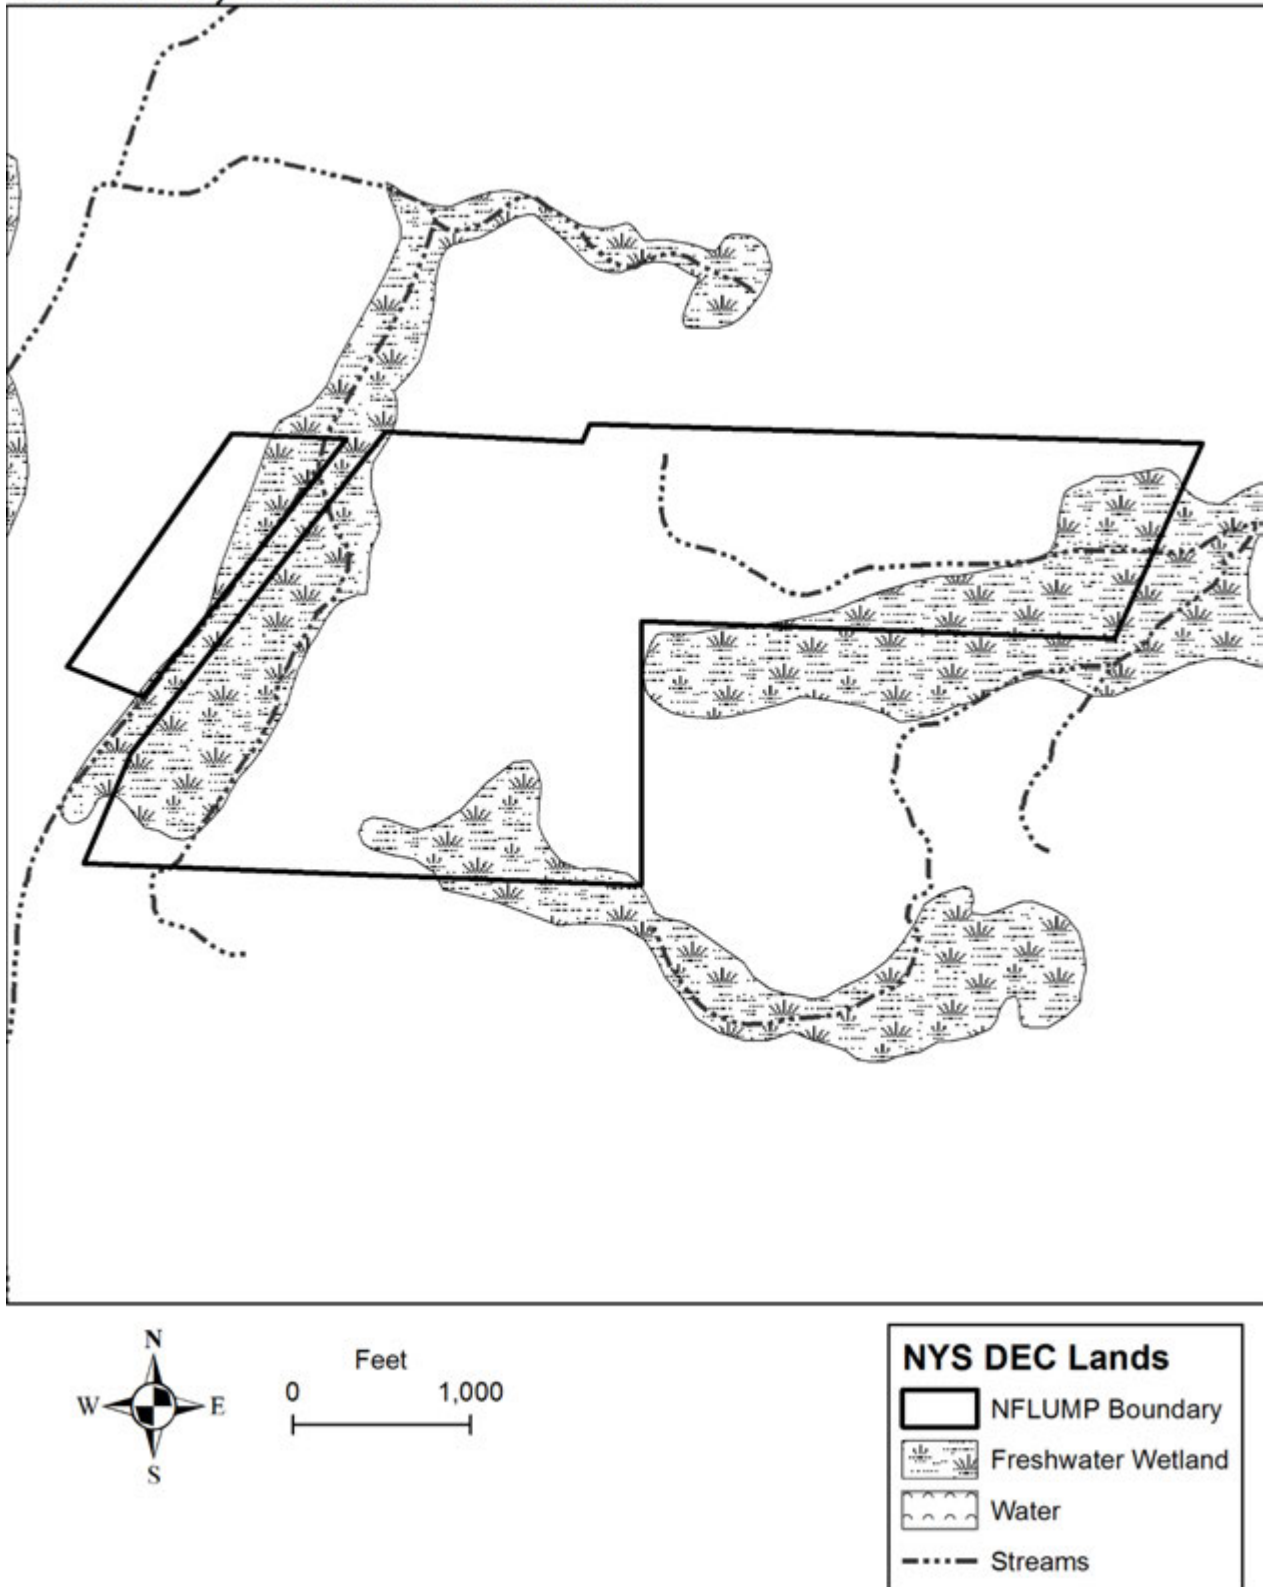 N
W E
S
Feet
0 1,000
NYS DEC Lands
NFLUMP Boundary
Freshwater Wetland
Water
Streams